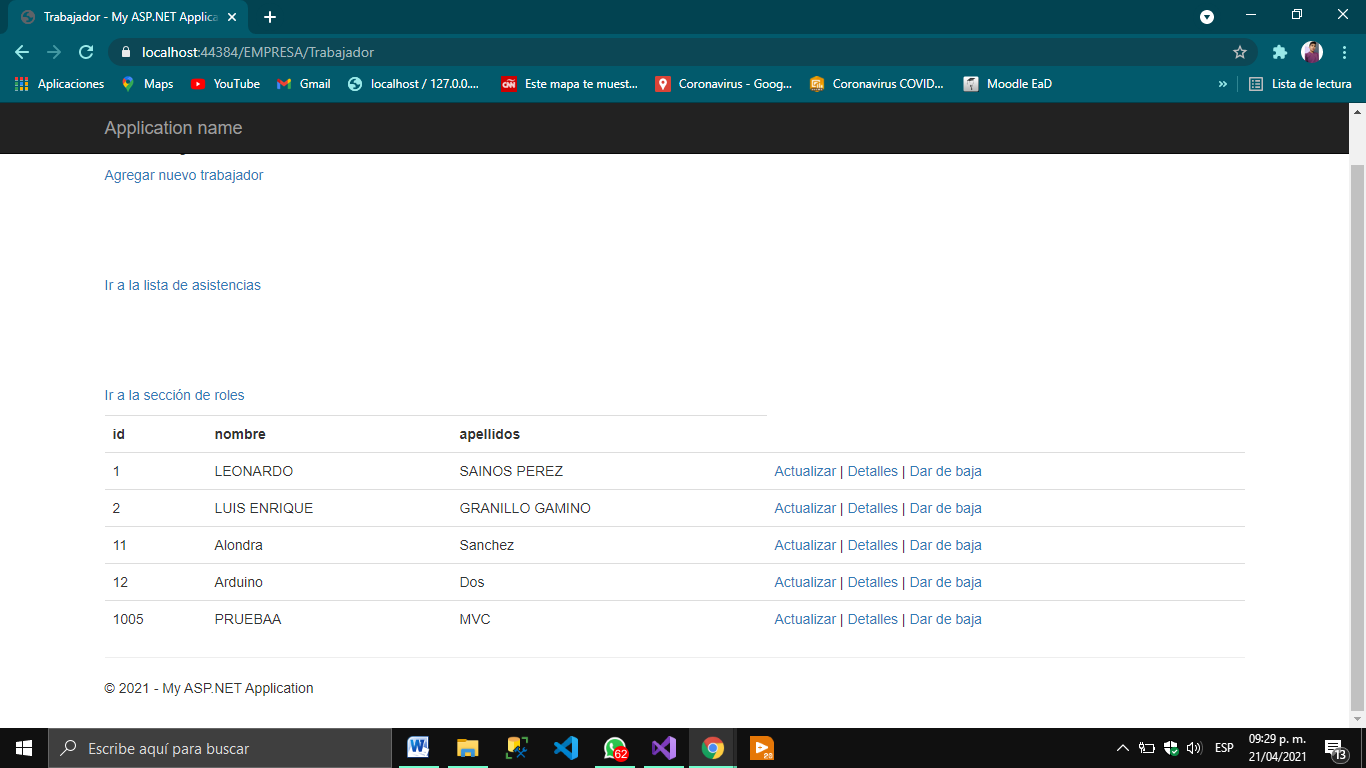 Trabajador - My ASP.NET Applica
localhost:44384/EMPRESA/Trabajador
Aplicaciones Maps YouTube Gmail localhost / 127.0.0.... CNN Este mapa te muest... Coronavirus - Goog... Coronavirus COVID... Moodle EaD » Lista de lectura
Application name
Agregar nuevo trabajador
Ir a la lista de asistencias
Ir a la sección de roles
id nombre apellidos
1 LEONARDO SAINOS PEREZ Actualizar | Detalles | Dar de baja
2 LUIS ENRIQUE GRANILLO GAMINO Actualizar | Detalles | Dar de baja
11 Alondra Sanchez Actualizar | Detalles | Dar de baja
12 Arduino Dos Actualizar | Detalles | Dar de baja
1005 PRUEBAA MVC Actualizar | Detalles | Dar de baja
© 2021 - My ASP.NET Application
Escribe aquí para buscar
62
ESP
09:29 p. m.
21/04/2021
13